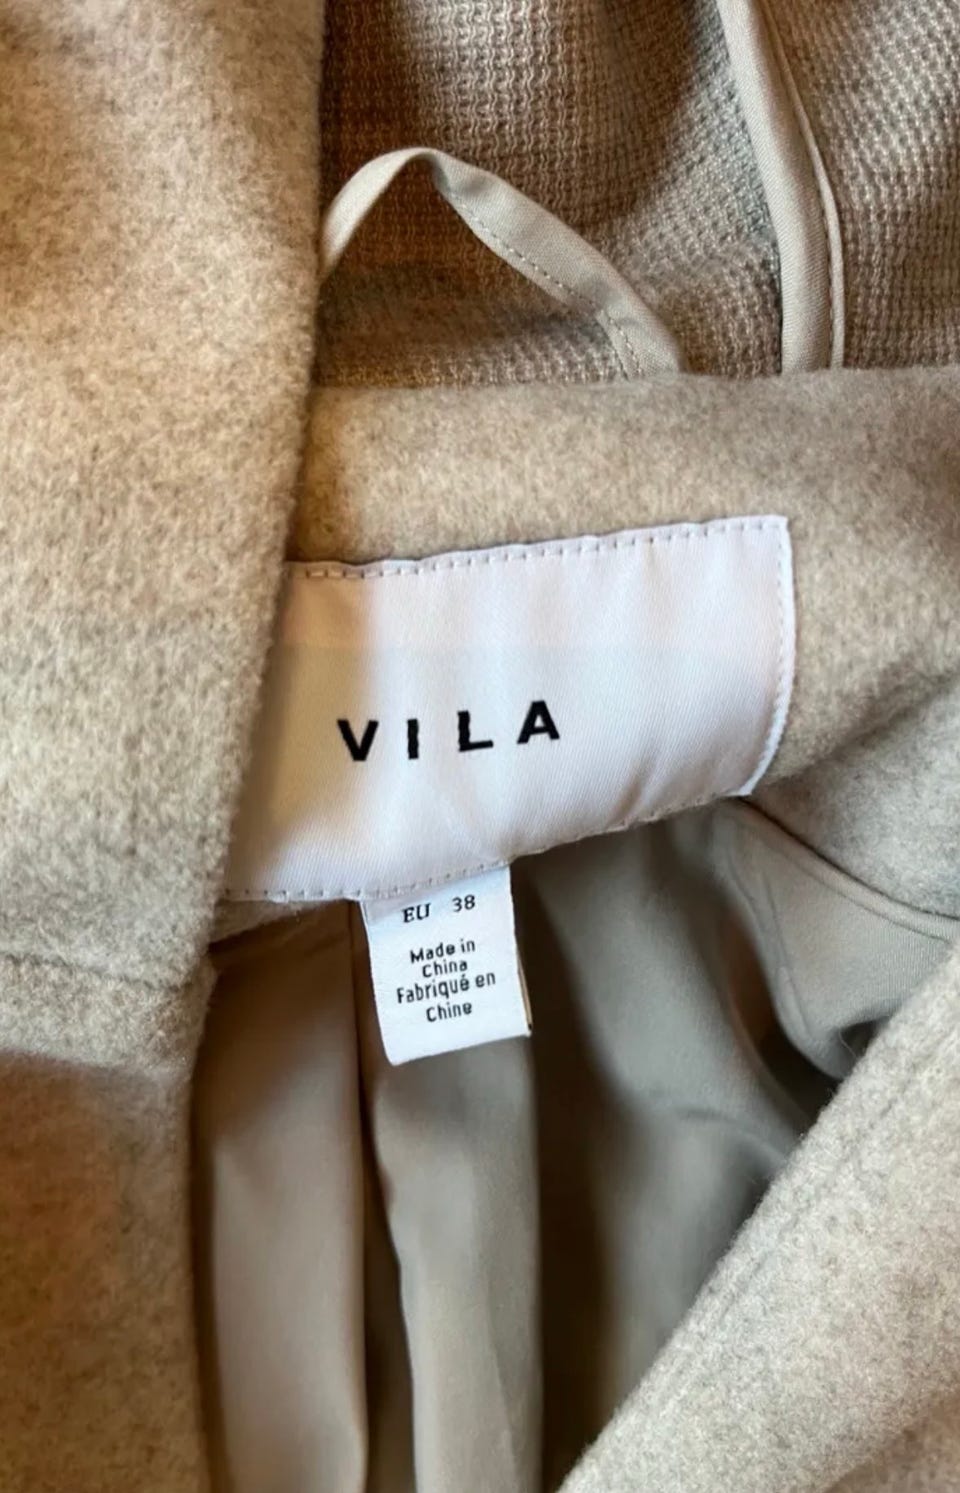 VILA
EU 38
Made in
China
Fabriqué en
Chine